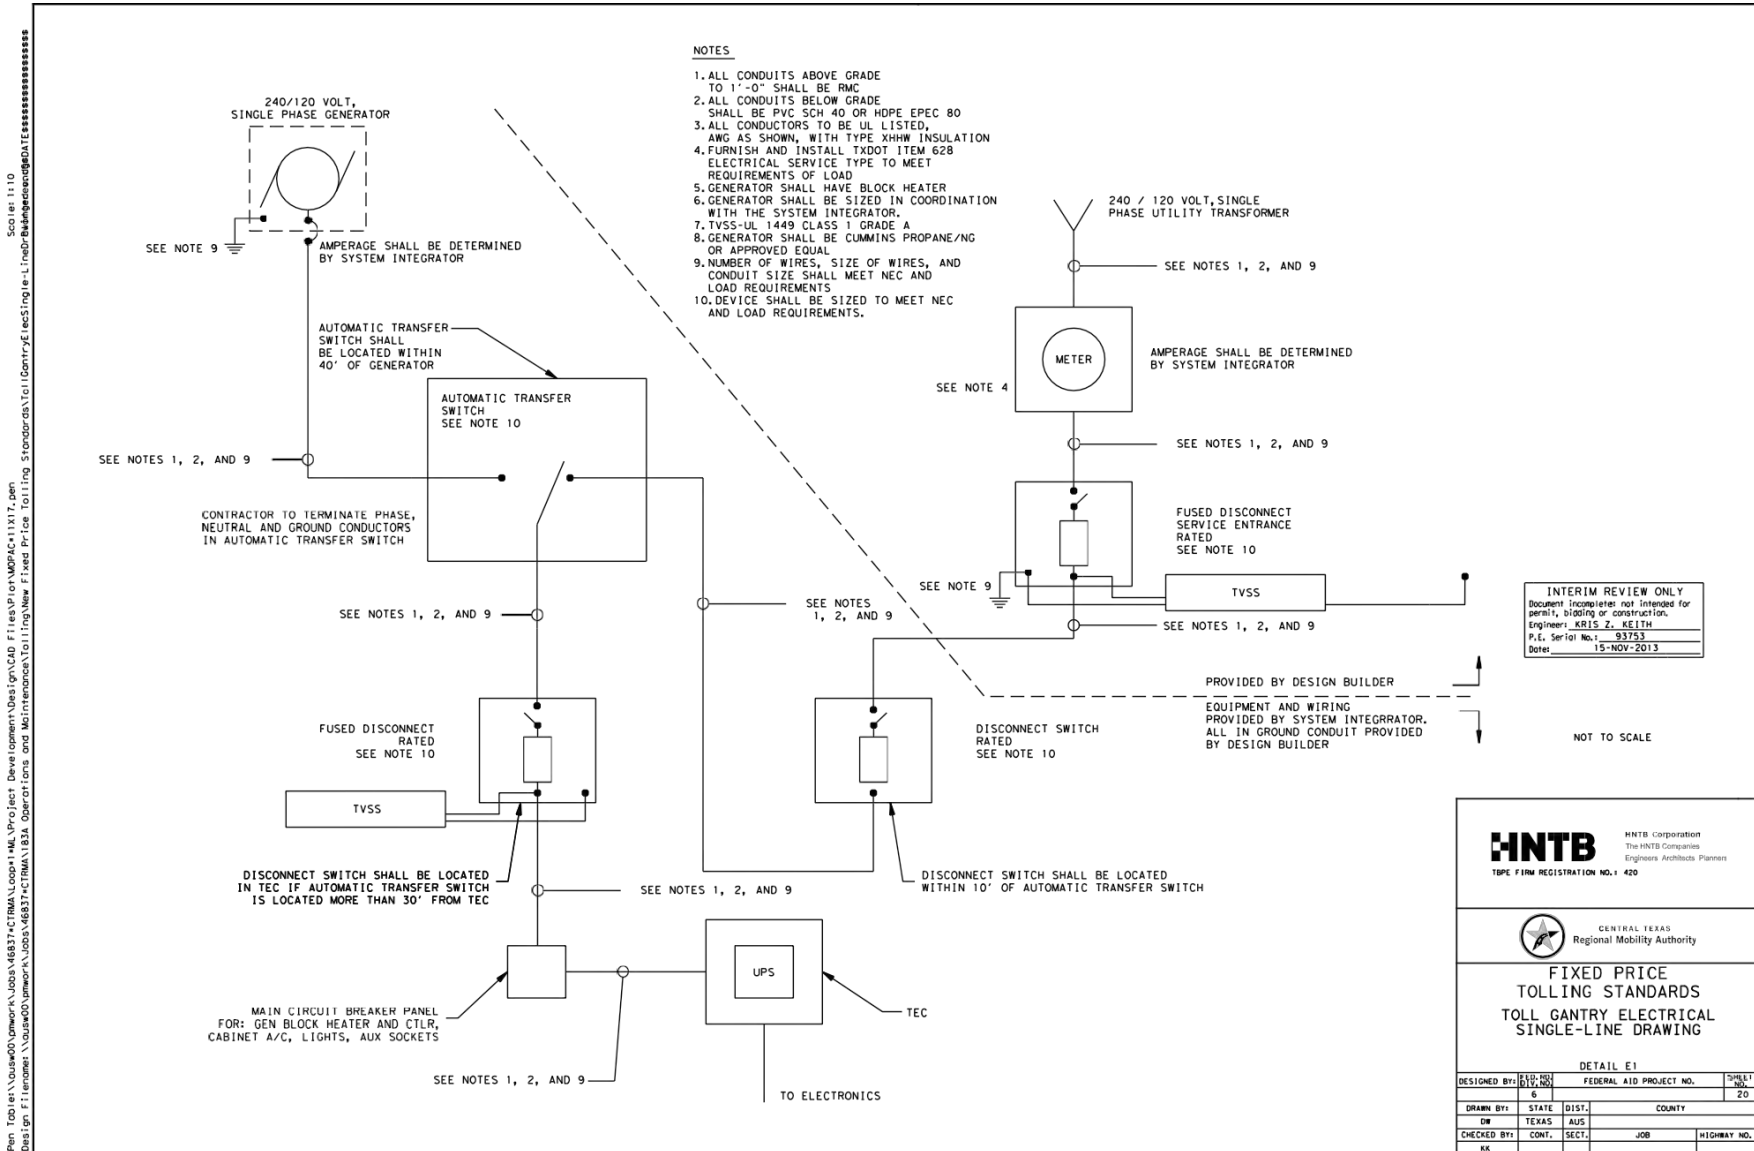 NOTES
1. ALL CONDUITS ABOVE GRADE
TO 1'-0" SHALL BE RMC
2. ALL CONDUITS BELOW GRADE
SHALL BE PVC SCH 40 OR HDPE EPEC 80
3. ALL CONDUCTORS TO BE UL LISTED,
AWG AS SHOWN, WITH TYPE XHHW INSULATION
4. FURNISH AND INSTALL TXDOT ITEM 628
ELECTRICAL SERVICE TYPE TO MEET
REQUIREMENTS OF LOAD
5. GENERATOR SHALL HAVE BLOCK HEATER
6. GENERATOR SHALL BE SIZED IN COORDINATION
WITH THE SYSTEM INTEGRATOR.
7. TVSS-UL 1449 CLASS 1 GRADE A
8. GENERATOR SHALL BE CUMMINS PROPANE/NG
OR APPROVED EQUAL
9. NUMBER OF WIRES, SIZE OF WIRES, AND
CONDUIT SIZE SHALL MEET NEC AND
LOAD REQUIREMENTS
10. DEVICE SHALL BE SIZED TO MEET NEC
AND LOAD REQUIREMENTS.
240/120 VOLT,
SINGLE PHASE GENERATOR
SEE NOTE 9
AMPERAGE SHALL BE DETERMINED
BY SYSTEM INTEGRATOR
AUTOMATIC TRANSFER
SWITCH SHALL
BE LOCATED WITHIN
40' OF GENERATOR
AUTOMATIC TRANSFER
SWITCH
SEE NOTE 10
SEE NOTES 1, 2, AND 9
CONTRACTOR TO TERMINATE PHASE,
NEUTRAL AND GROUND CONDUCTORS
IN AUTOMATIC TRANSFER SWITCH
SEE NOTES 1, 2, AND 9
SEE NOTES
1, 2, AND 9
240 / 120 VOLT, SINGLE
PHASE UTILITY TRANSFORMER
SEE NOTES 1, 2, AND 9
METER
AMPERAGE SHALL BE DETERMINED
BY SYSTEM INTEGRATOR
SEE NOTE 4
SEE NOTES 1, 2, AND 9
FUSED DISCONNECT
SERVICE ENTRANCE
RATED
SEE NOTE 10
SEE NOTE 9
TVSS
SEE NOTES 1, 2, AND 9
PROVIDED BY DESIGN BUILDER
EQUIPMENT AND WIRING
PROVIDED BY SYSTEM INTEGRRATOR.
ALL IN GROUND CONDUIT PROVIDED
BY DESIGN BUILDER
FUSED DISCONNECT
RATED
SEE NOTE 10
TVSS
DISCONNECT SWITCH
RATED
SEE NOTE 10
DISCONNECT SWITCH SHALL BE LOCATED
IN TEC IF AUTOMATIC TRANSFER SWITCH
IS LOCATED MORE THAN 30' FROM TEC
SEE NOTES 1, 2, AND 9
DISCONNECT SWITCH SHALL BE LOCATED
WITHIN 10' OF AUTOMATIC TRANSFER SWITCH
UPS
TEC
MAIN CIRCUIT BREAKER PANEL
FOR: GEN BLOCK HEATER AND CTLR,
CABINET A/C, LIGHTS, AUX SOCKETS
SEE NOTES 1, 2, AND 9
TO ELECTRONICS
INTERIM REVIEW ONLY
Document incomplete: not intended for
permit, bidding or construction.
Engineer: KRIS Z. KEITH
P.E. Serial No.: 93753
Date: 15-NOV-2013
NOT TO SCALE
HNTB
HNTB Corporation
The HNTB Companies
Engineers Architects Planners
TBPE FIRM REGISTRATION NO.: 420
CENTRAL TEXAS
Regional Mobility Authority
FIXED PRICE
TOLLING STANDARDS
TOLL GANTRY ELECTRICAL
SINGLE-LINE DRAWING
DETAIL E1
DESIGNED BY: FED. RD. DIV. NO. FEDERAL AID PROJECT NO. SHEET NO.
6 20
DRAWN BY: STATE DIST. COUNTY
DW TEXAS AUS
CHECKED BY: CONT. SECT. JOB HIGHWAY NO.
KK
Scale: 1:10